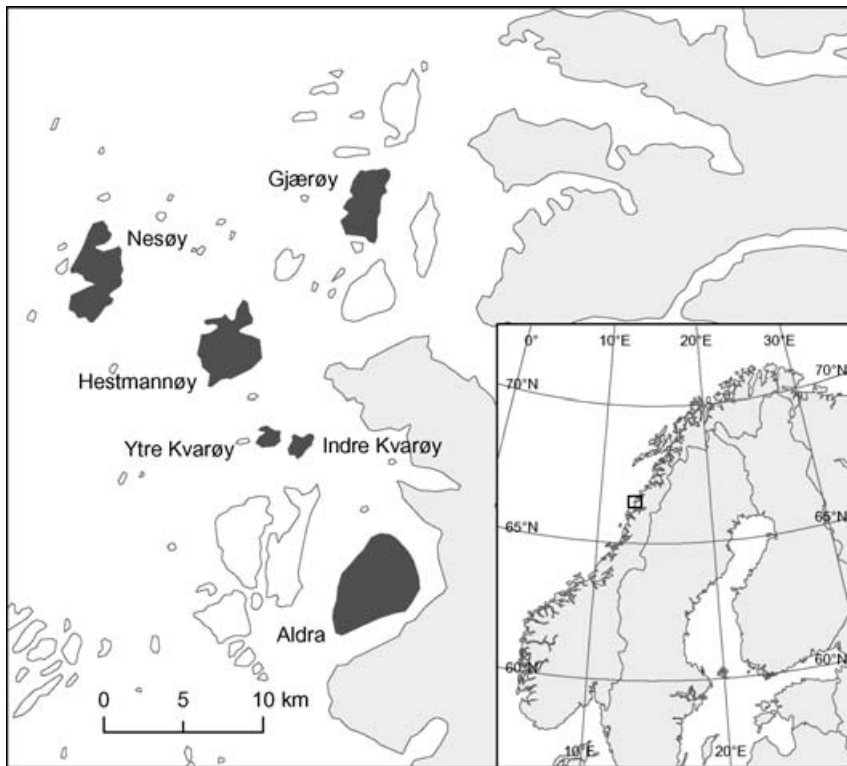 Gjærøy
Nesøy
Hestmannøy
Ytre Kvarøy
Indre Kvarøy
Aldra
0 5 10 km
0° 10°E 20°E 30°E
70°N 70°N
65°N 65°N
60°N 60°N
10°E 20°E